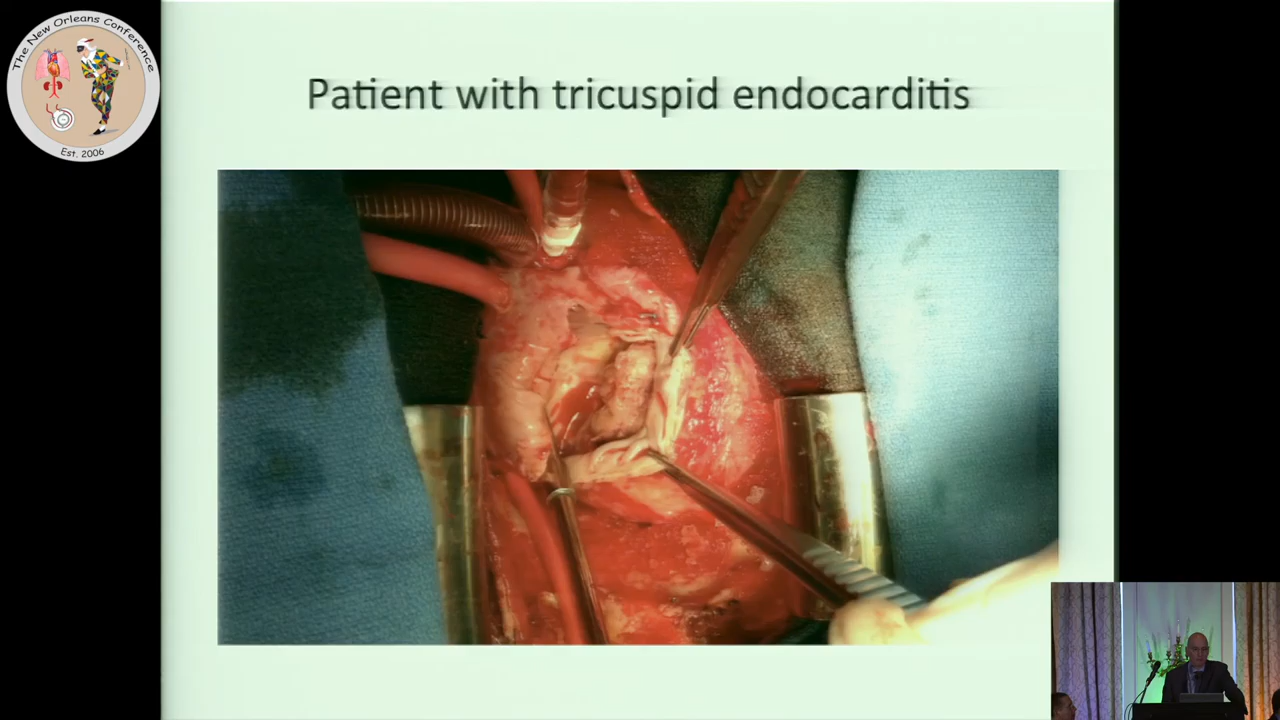 The New Orleans Conference
Est. 2006
Patient with tricuspid endocarditis